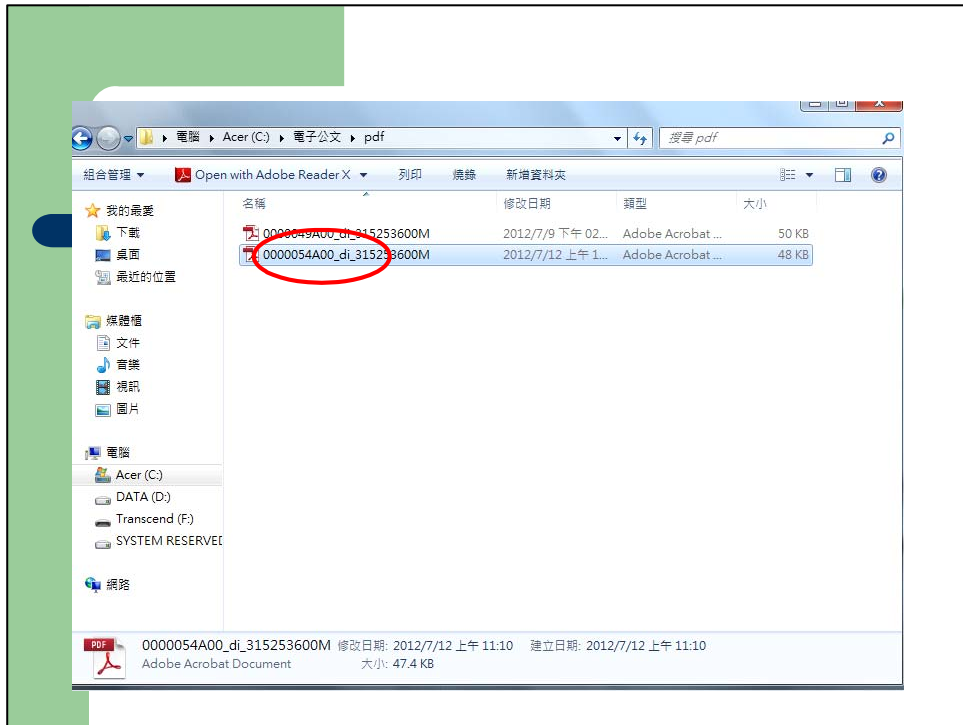 電腦 ▸ Acer (C:) ▸ 電子公文 ▸ pdf
搜尋 pdf
組合管理 Open with Adobe Reader X 列印 燒錄 新增資料夾
名稱 修改日期 類型 大小
0000049A00_di_315253600M 2012/7/9 下午 02... Adobe Acrobat ... 50 KB
0000054A00_di_315253600M 2012/7/12 上午 1... Adobe Acrobat ... 48 KB
我的最愛
下載
桌面
最近的位置
媒體櫃
文件
音樂
視訊
圖片
電腦
Acer (C:)
DATA (D:)
Transcend (F:)
SYSTEM RESERVED
網路
PDF
0000054A00_di_315253600M 修改日期: 2012/7/12 上午 11:10 建立日期: 2012/7/12 上午 11:10
Adobe Acrobat Document 大小: 47.4 KB